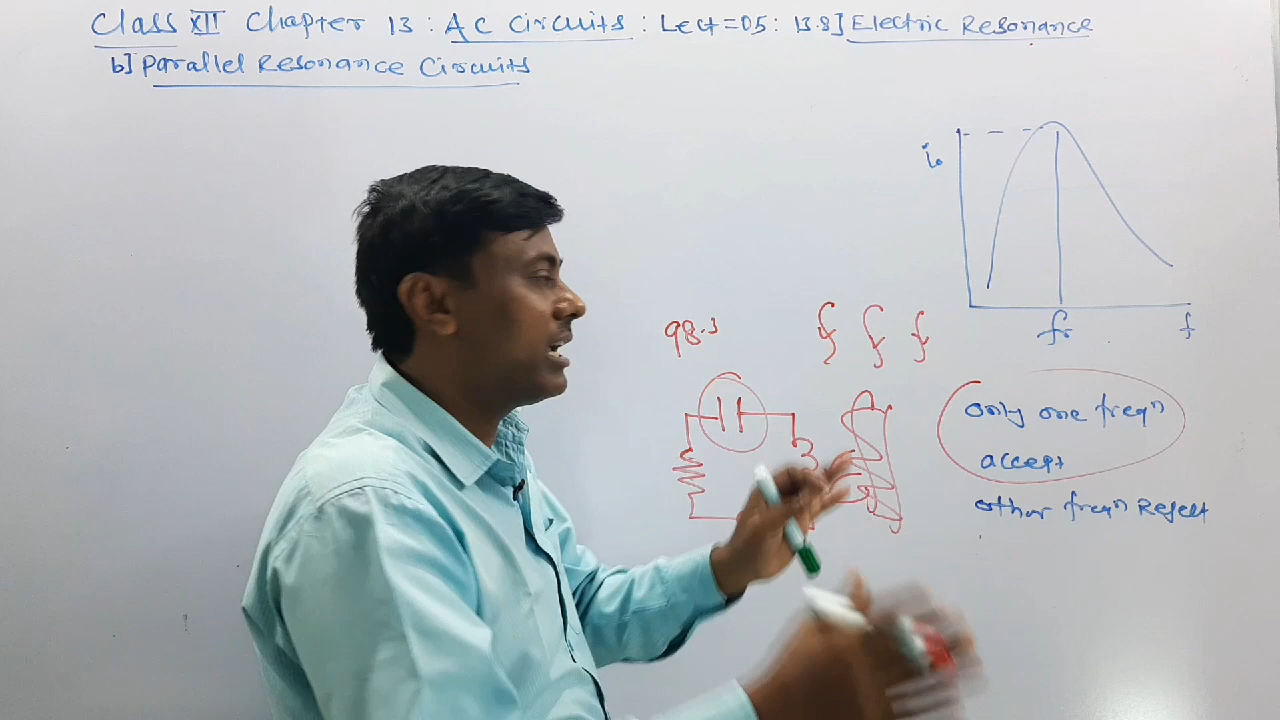 Class XII Chapter 13 : AC Circuits : Lect=05 : 13.8] Electric Resonance
b] Parallel Resonance Circuits
i₀
fr f
98.3 f f f
only one freqn
accept
other freqn Reject